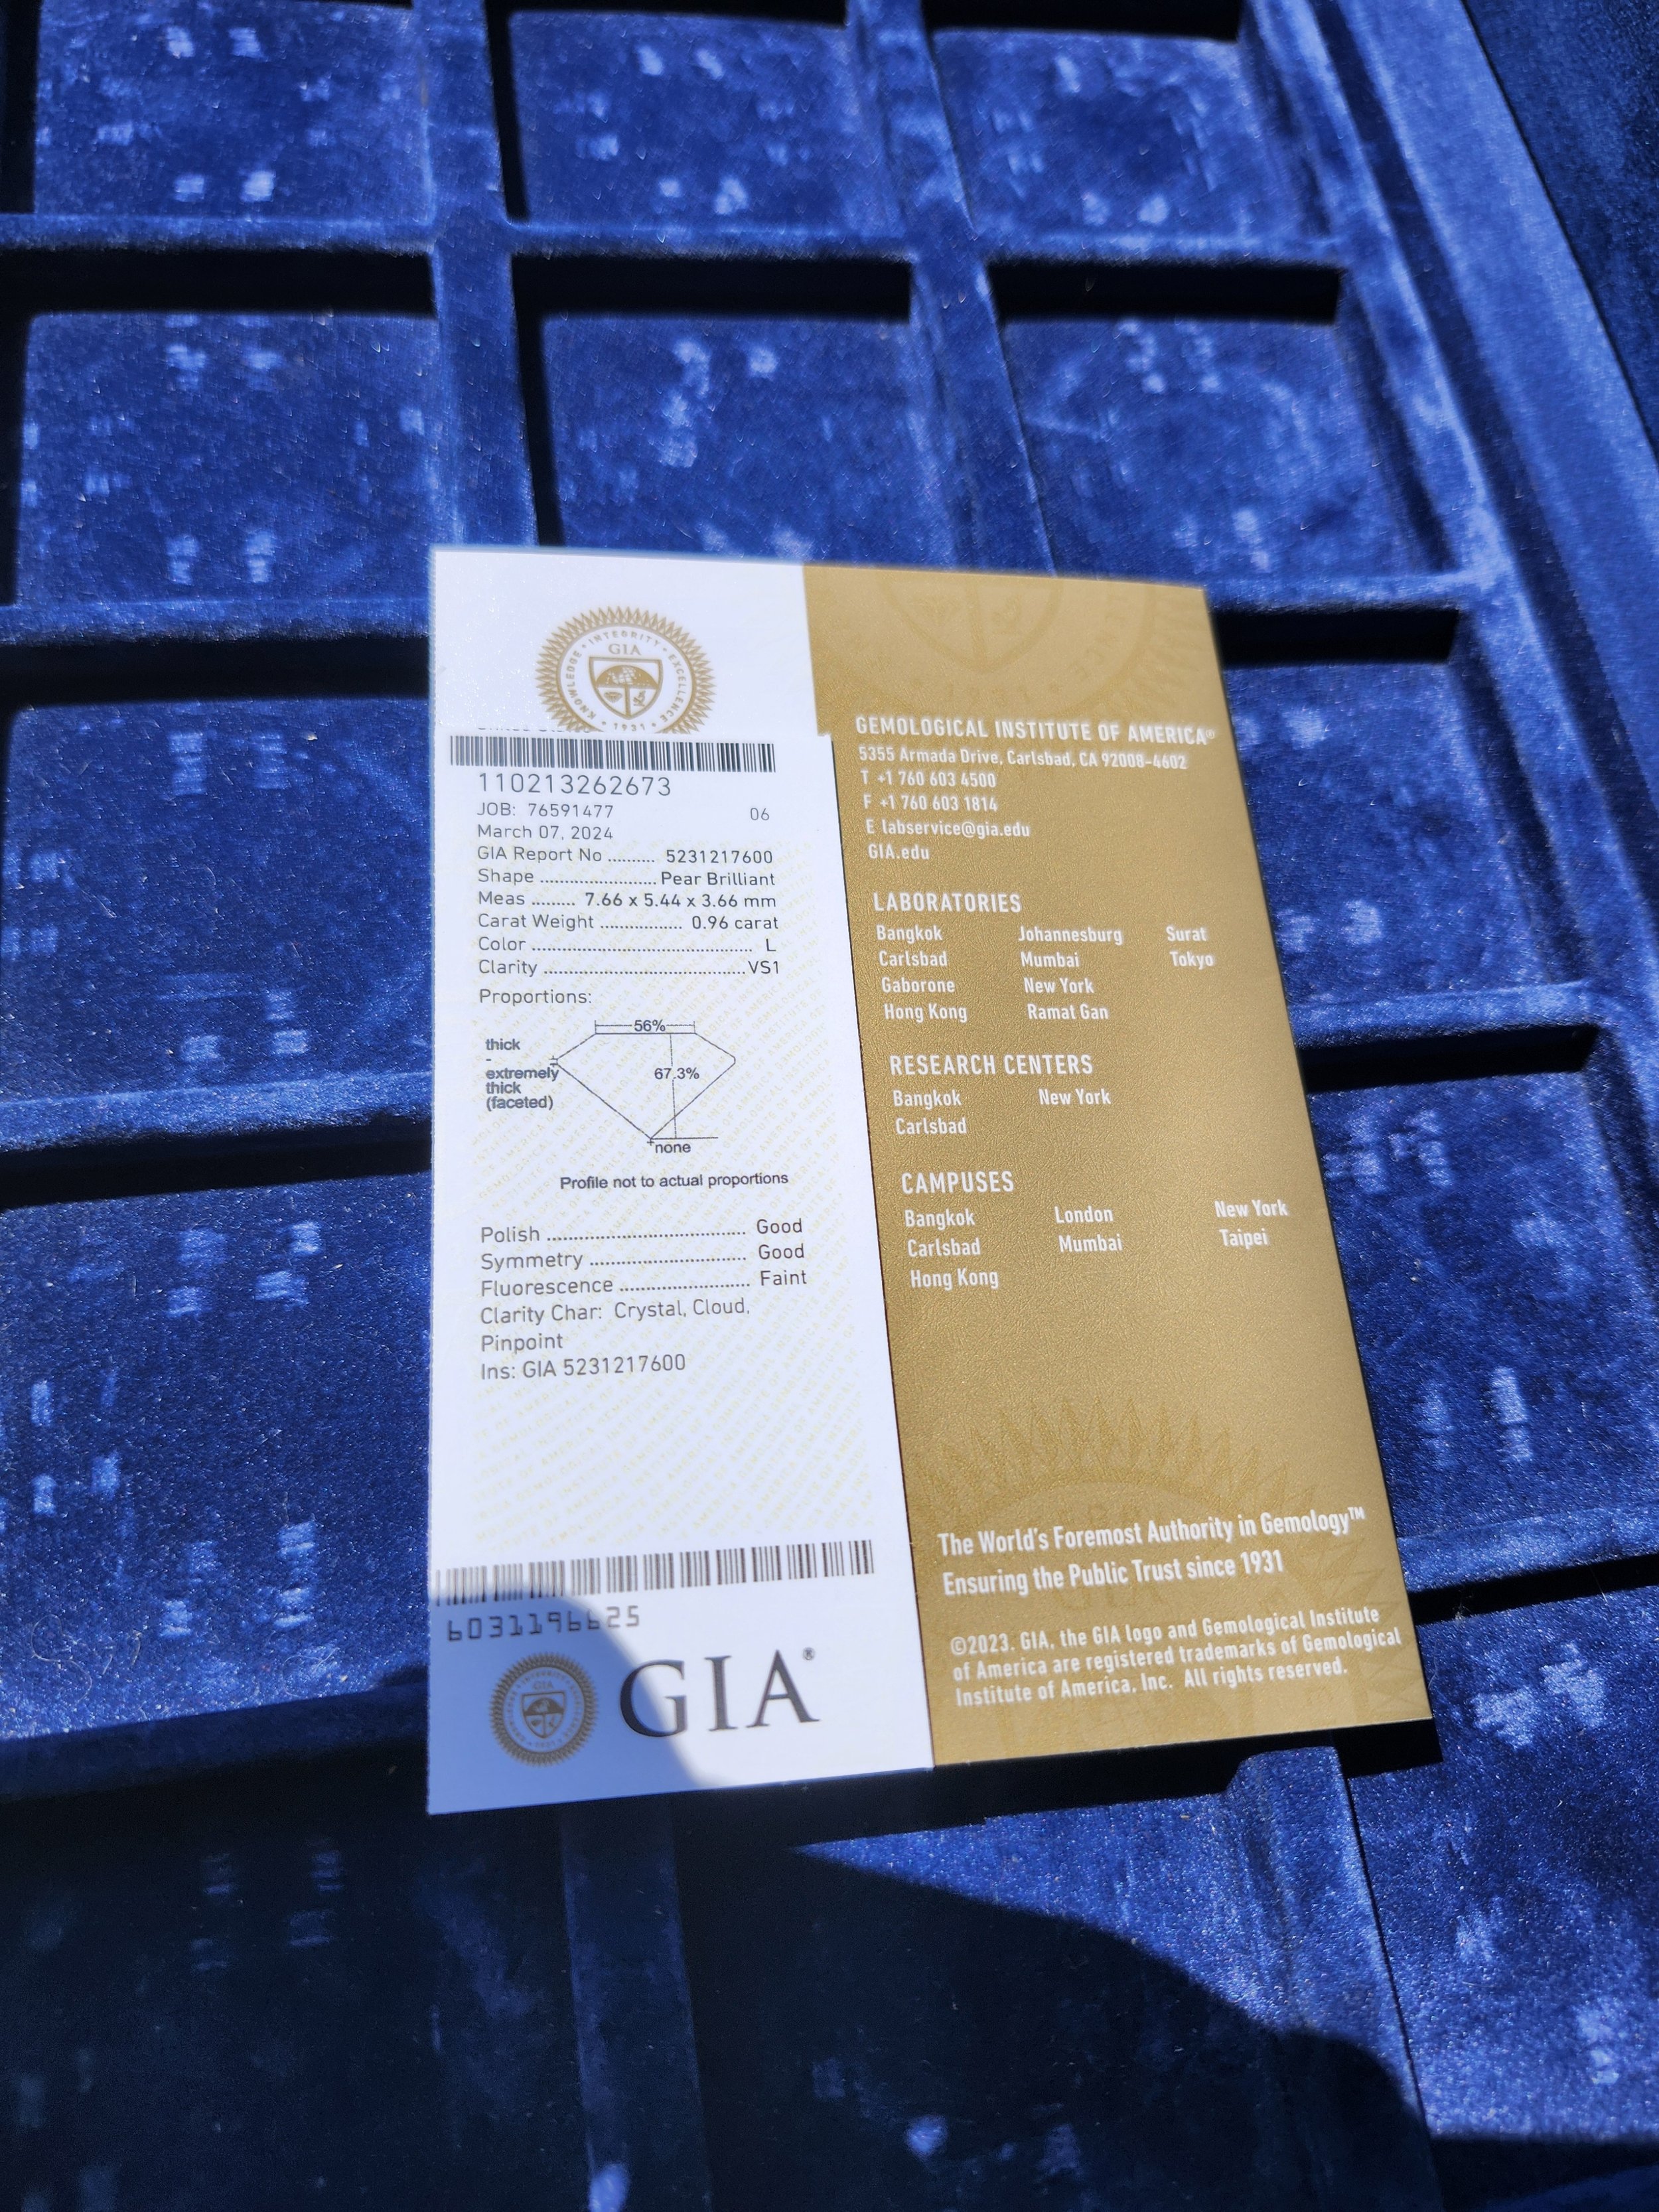 KNOWLEDGE • INTEGRITY • EXCELLENCE
GIA
• 1931 •
110213262673
JOB: 76591477 06
March 07, 2024
GIA Report No .......... 5231217600
Shape ........................ Pear Brilliant
Meas ......... 7.66 x 5.44 x 3.66 mm
Carat Weight ................. 0.96 carat
Color ............................................. L
Clarity .......................................... VS1
Proportions:
56%
thick
-
extremely
thick
(faceted)
67.3%
none
Profile not to actual proportions
Polish ......................................... Good
Symmetry ................................ Good
Fluorescence .......................... Faint
Clarity Char: Crystal, Cloud,
Pinpoint
Ins: GIA 5231217600
6031196625
GIA®
GEMOLOGICAL INSTITUTE OF AMERICA®
5355 Armada Drive, Carlsbad, CA 92008-4602
T +1 760 603 4500
F +1 760 603 1814
E labservice@gia.edu
GIA.edu
LABORATORIES
Bangkok Johannesburg Surat
Carlsbad Mumbai Tokyo
Gaborone New York
Hong Kong Ramat Gan
RESEARCH CENTERS
Bangkok New York
Carlsbad
CAMPUSES
Bangkok London New York
Carlsbad Mumbai Taipei
Hong Kong
The World's Foremost Authority in Gemology™
Ensuring the Public Trust since 1931
©2023. GIA, the GIA logo and Gemological Institute
of America are registered trademarks of Gemological
Institute of America, Inc. All rights reserved.